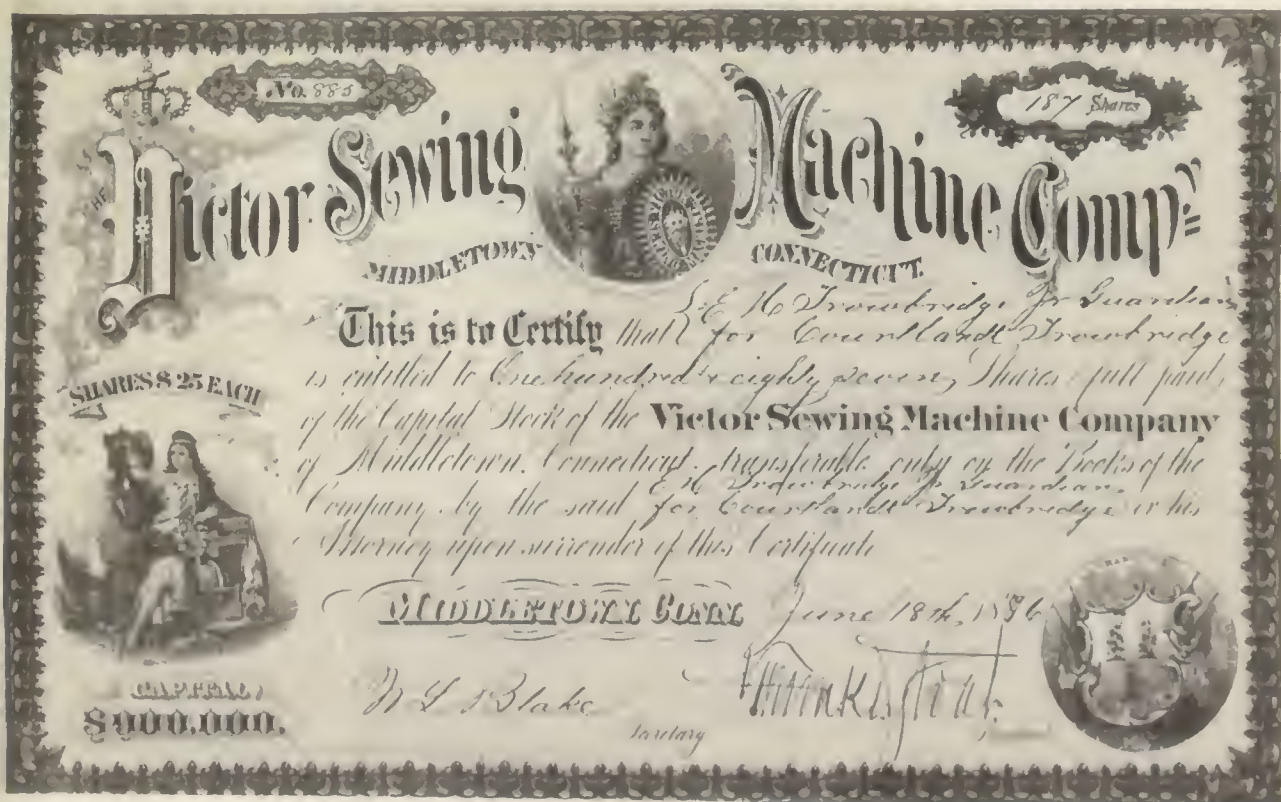 No. 885
187 Shares
THE Victor Sewing Machine Compy
MIDDLETOWN CONNECTICUT
E H Trowbridge Jr Guardian
This is to Certify that for Courtlandt Trowbridge
is entitled to One hundred & eighty seven Shares full paid
SHARES $25 EACH
of the Capital Stock of the Victor Sewing Machine Company
of Middletown, Connecticut, transferable only on the Books of the
E H Trowbridge Jr Guardian
Company by the said for Courtlandt Trowbridge or his
Attorney upon surrender of this Certificate
MIDDLETOWN, CONN. June 18th, 1896
CAPITAL
$900.000.
Blake
Secretary